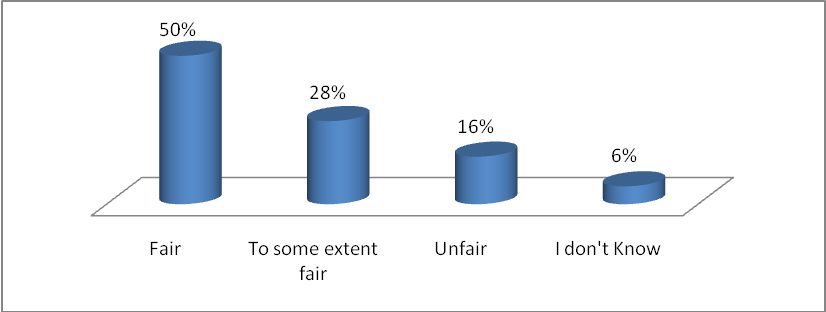 50%
28%
16%
6%
Fair
To some extent
fair
Unfair
I don't Know